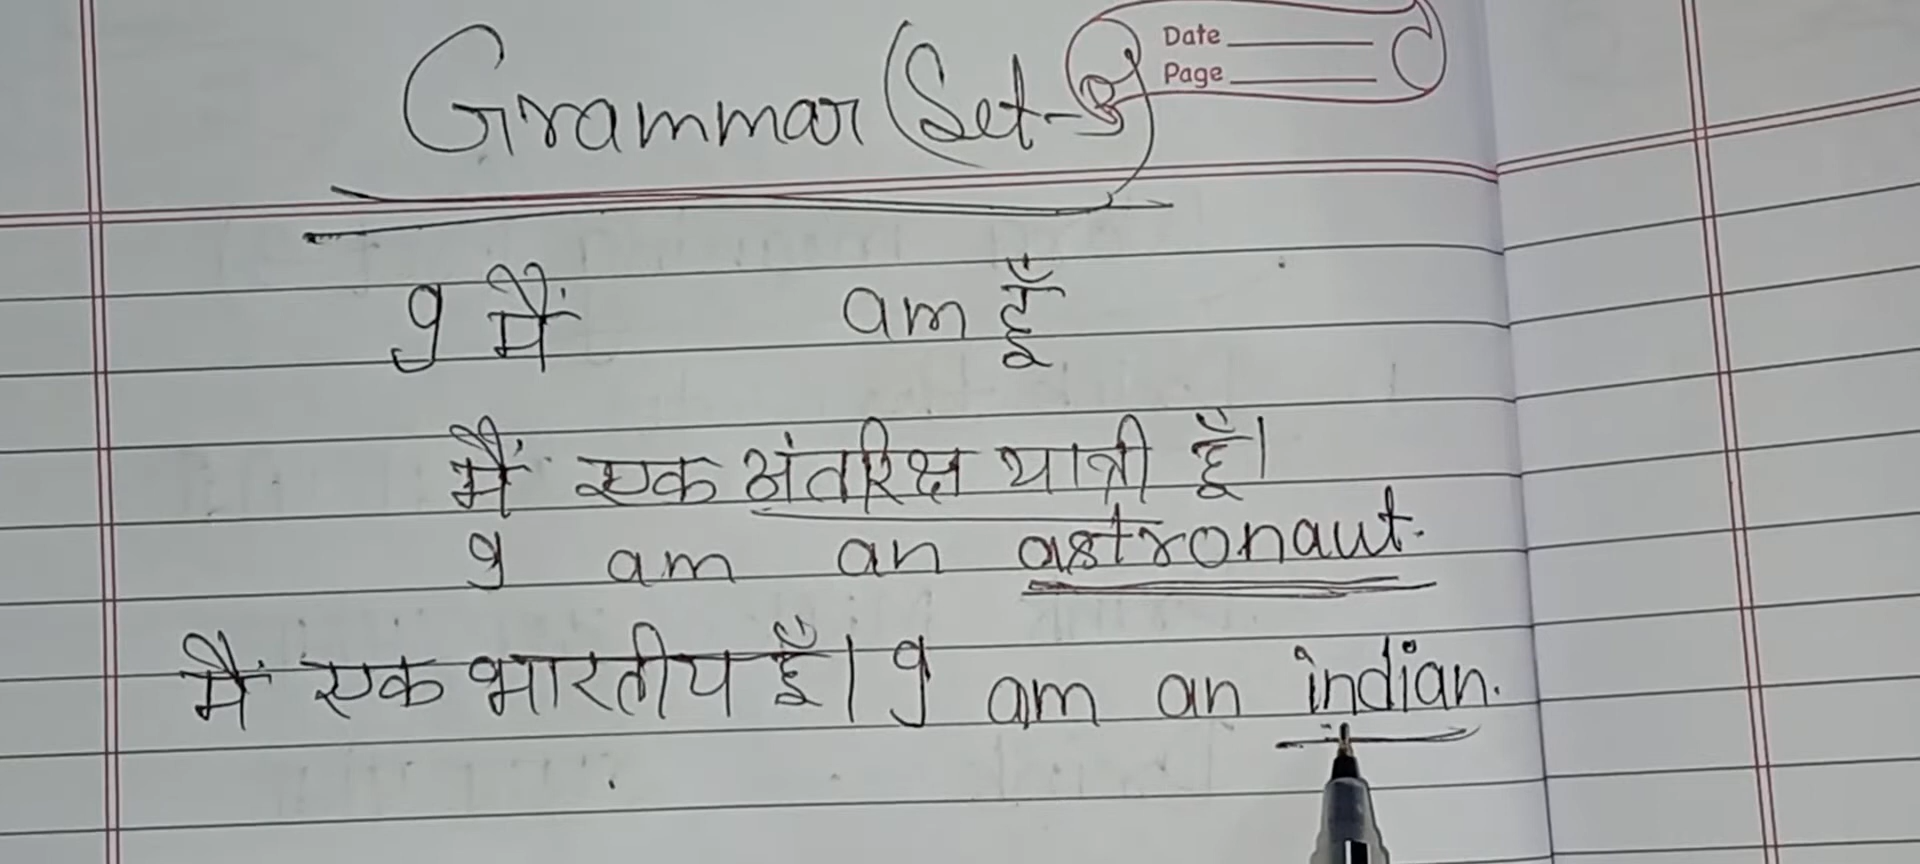 Grammar (Set-3)
Date
Page
I मैं am हूँ
मैं एक अंतरिक्ष यात्री हूँ।
I am an astronaut.
मैं एक भारतीय हूँ। I am an indian.